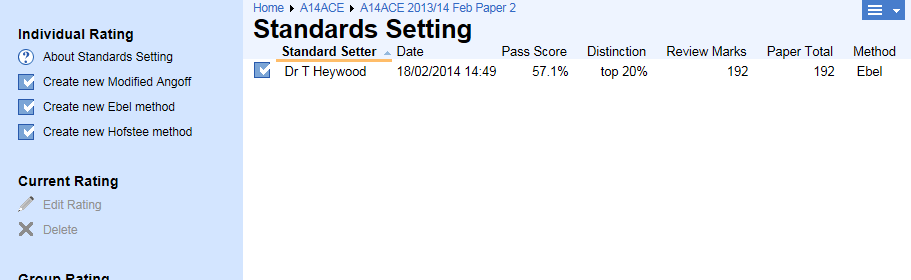 Home A14ACE A14ACE 2013/14 Feb Paper 2
Standards Setting
Standard Setter Date Pass Score Distinction Review Marks Paper Total Method
Dr T Heywood 18/02/2014 14:49 57.1% top 20% 192 192 Ebel
Individual Rating
About Standards Setting
Create new Modified Angoff
Create new Ebel method
Create new Hofstee method
Current Rating
Edit Rating
Delete
Group Rating